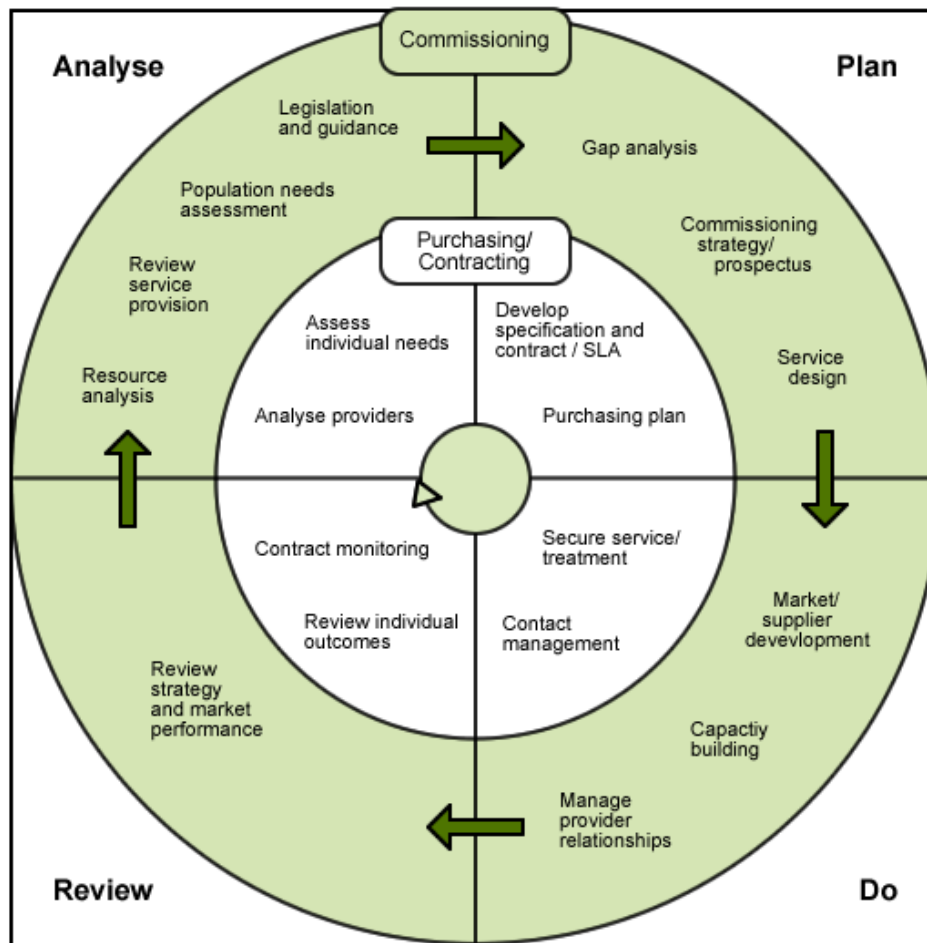 Commissioning
Analyse
Plan
Legislation
and guidance
Gap analysis
Population needs
assessment
Commissioning
strategy/
prospectus
Purchasing/
Contracting
Review
service
provision
Assess
individual needs
Develop
specification and
contract / SLA
Resource
analysis
Service
design
Analyse providers
Purchasing plan
Contract monitoring
Secure service/
treatment
Market/
supplier
devevlopment
Review individual
outcomes
Contact
management
Review
strategy
and market
performance
Capactiy
building
Manage
provider
relationships
Review
Do